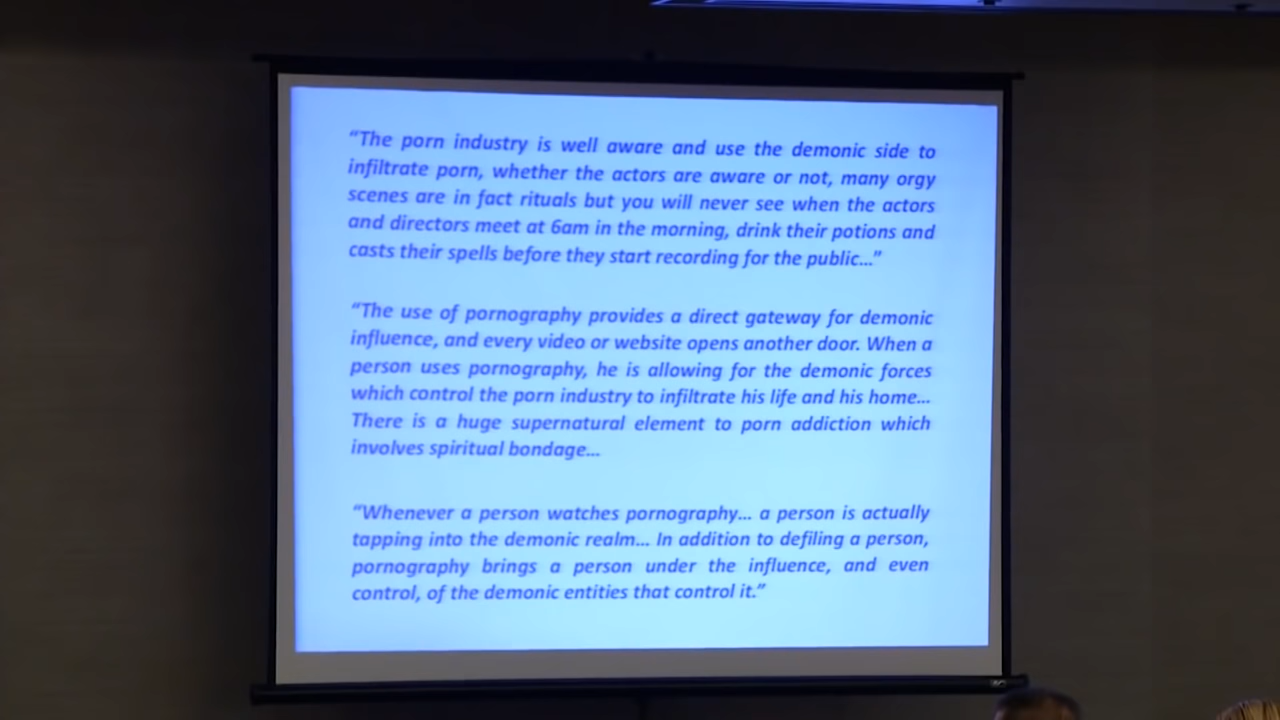 “The porn industry is well aware and use the demonic side to
infiltrate porn, whether the actors are aware or not, many orgy
scenes are in fact rituals but you will never see when the actors
and directors meet at 6am in the morning, drink their potions and
casts their spells before they start recording for the public...”
“The use of pornography provides a direct gateway for demonic
influence, and every video or website opens another door. When a
person uses pornography, he is allowing for the demonic forces
which control the porn industry to infiltrate his life and his home...
There is a huge supernatural element to porn addiction which
involves spiritual bondage...
“Whenever a person watches pornography... a person is actually
tapping into the demonic realm... In addition to defiling a person,
pornography brings a person under the influence, and even
control, of the demonic entities that control it.”